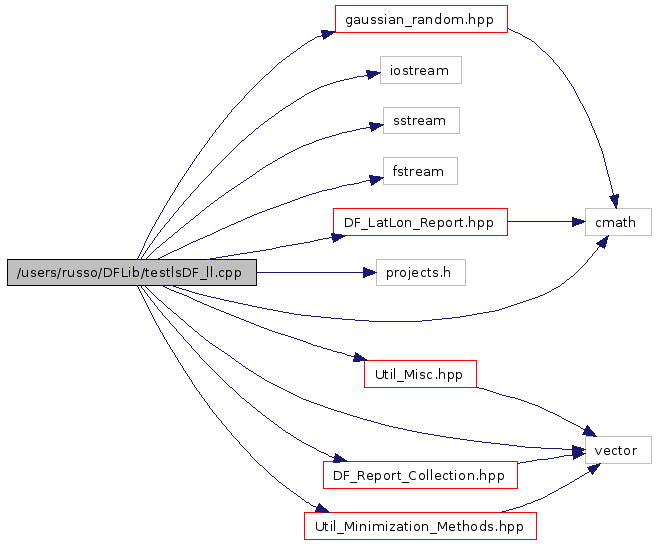 gaussian_random.hpp
iostream
sstream
fstream
DF_LatLon_Report.hpp
cmath
/users/russo/DFLib/testlsDF_ll.cpp
projects.h
Util_Misc.hpp
vector
DF_Report_Collection.hpp
Util_Minimization_Methods.hpp